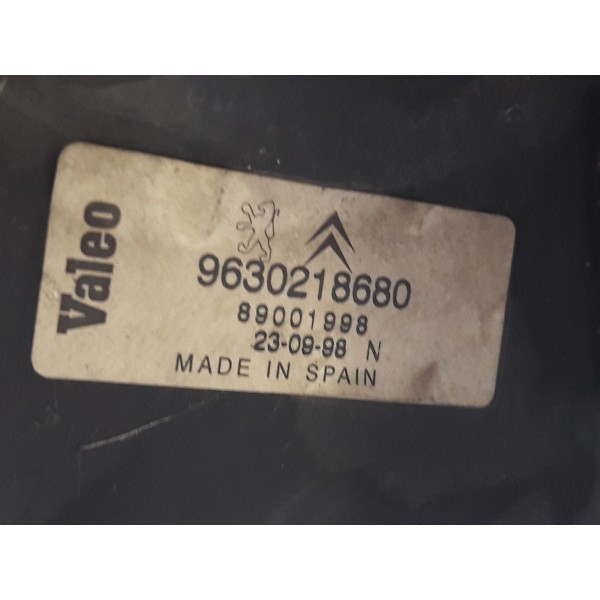 Valeo
9630218680
89001998
23-09-98 N
MADE IN SPAIN